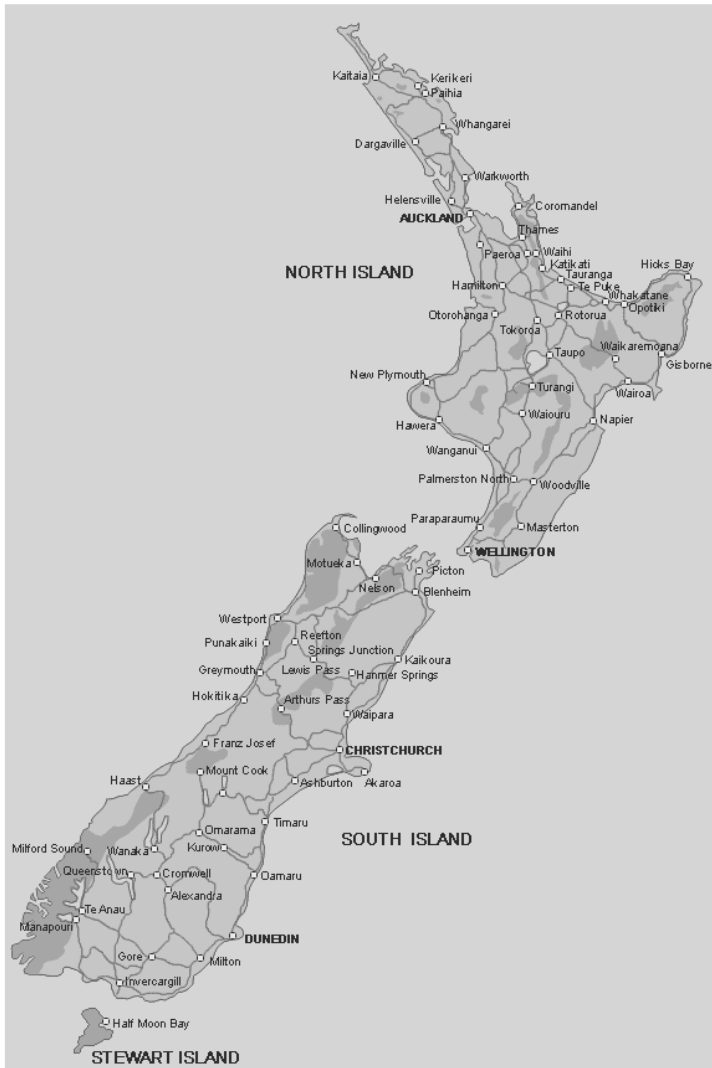 Kaitaia
Kerikeri
Paihia
Whangarei
Dargaville
Warkworth
Helensville
Coromandel
AUCKLAND
Thames
Paeroa
Waihi
Katikati
Hicks Bay
NORTH ISLAND
Tauranga
Hamilton
Te Puke
Whakatane
Opotiki
Otorohanga
Rotorua
Tokoroa
Waikaremoana
Taupo
Gisborne
New Plymouth
Turangi
Wairoa
Waiouru
Hawera
Napier
Wanganui
Palmerston North
Woodville
Paraparaumu
Masterton
Collingwood
WELLINGTON
Motueka
Picton
Nelson
Blenheim
Westport
Reefton
Punakaiki
Springs Junction
Kaikoura
Greymouth
Lewis Pass
Hanmer Springs
Hokitika
Arthurs Pass
Waipara
Franz Josef
CHRISTCHURCH
Mount Cook
Haast
Ashburton
Akaroa
Timaru
Omarama
SOUTH ISLAND
Kurow
Milford Sound
Wanaka
Queenstown
Cromwell
Oamaru
Alexandra
Te Anau
Manapouri
DUNEDIN
Gore
Milton
Invercargill
Half Moon Bay
STEWART ISLAND